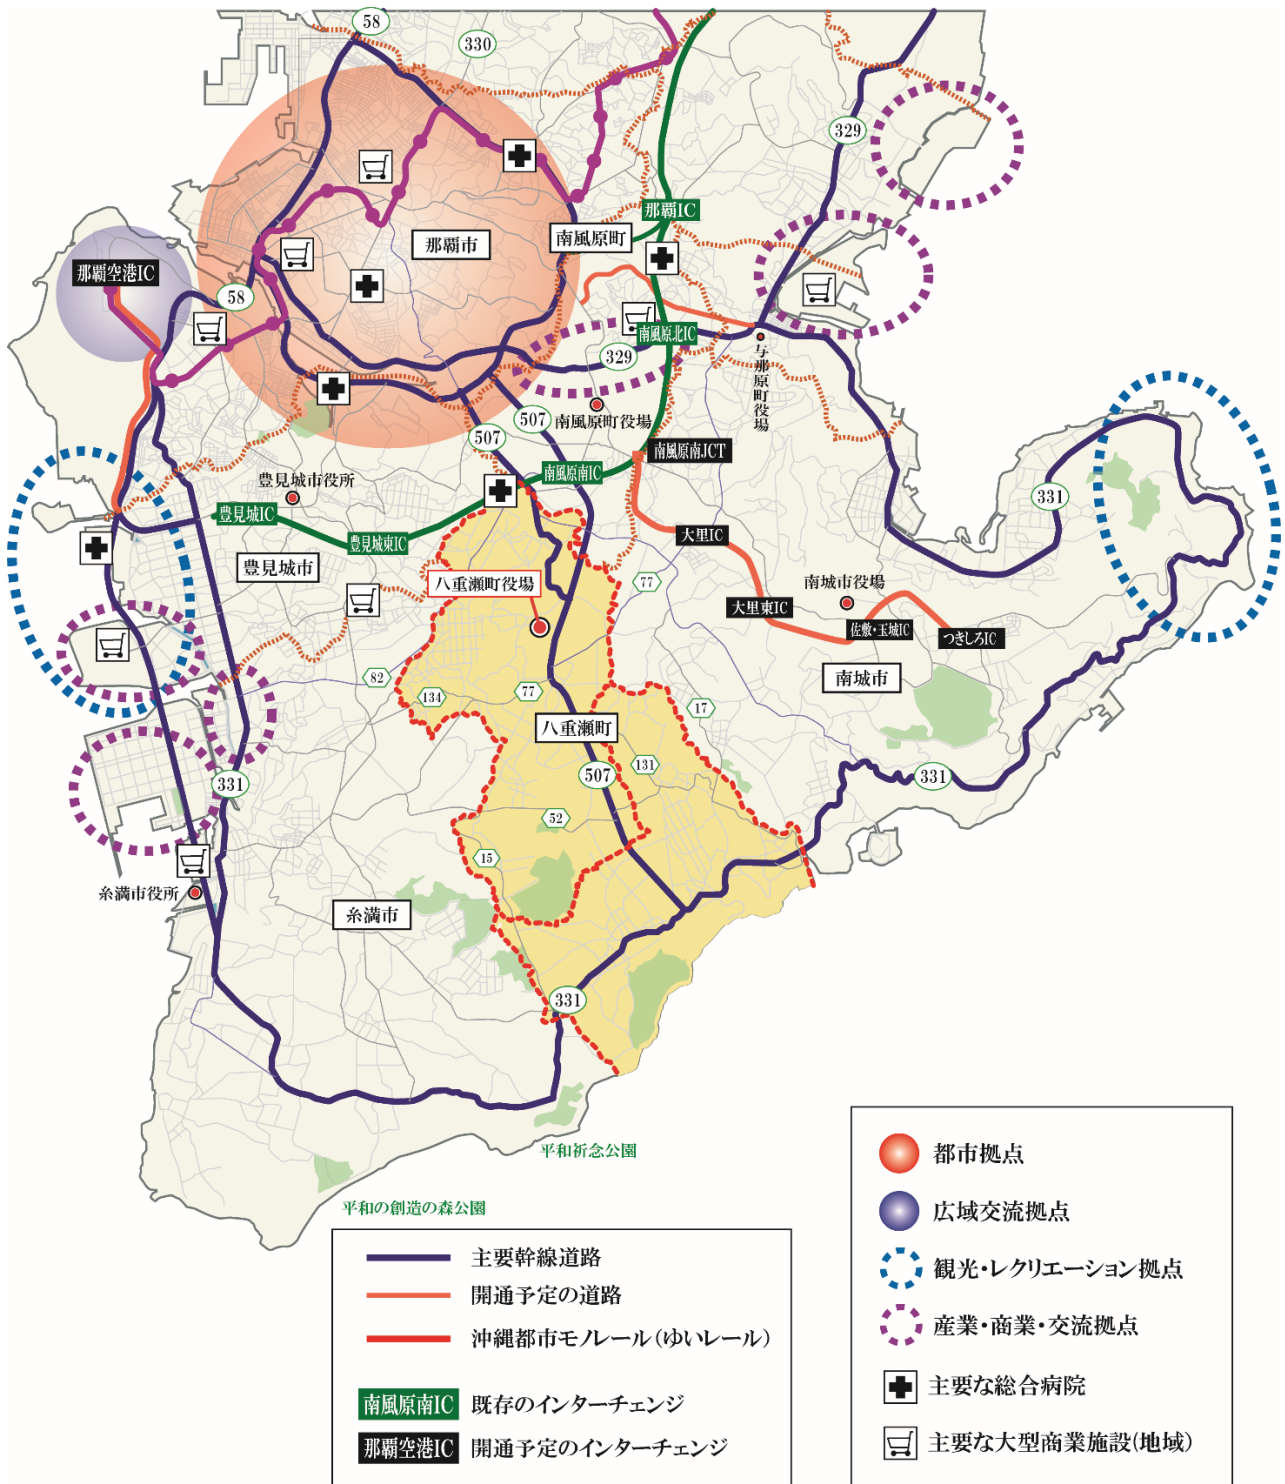 58
330
329
那覇IC
那覇市
南風原町
那覇空港IC
58
南風原北IC
329
与那原町役場
507
南風原町役場
507
南風原南JCT
南風原南IC
豊見城市役所
豊見城IC
331
大里IC
豊見城東IC
豊見城市
八重瀬町役場
77
南城市役場
大里東IC
佐敷・玉城IC
つきしろIC
82
134
77
南城市
17
八重瀬町
131
507
331
331
52
15
糸満市役所
糸満市
331
平和祈念公園
平和の創造の森公園
主要幹線道路
開通予定の道路
沖縄都市モノレール(ゆいレール)
南風原南IC 既存のインターチェンジ
那覇空港IC 開通予定のインターチェンジ
都市拠点
広域交流拠点
観光・レクリエーション拠点
産業・商業・交流拠点
主要な総合病院
主要な大型商業施設(地域)